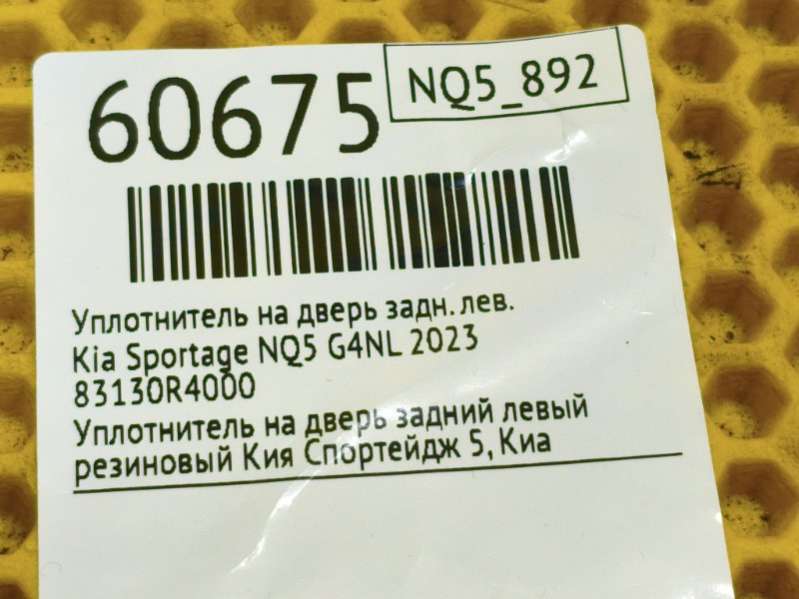 60675
NQ5_892
Уплотнитель на дверь задн. лев.
Kia Sportage NQ5 G4NL 2023
83130R4000
Уплотнитель на дверь задний левый
резиновый Кия Спортейдж 5, Киа